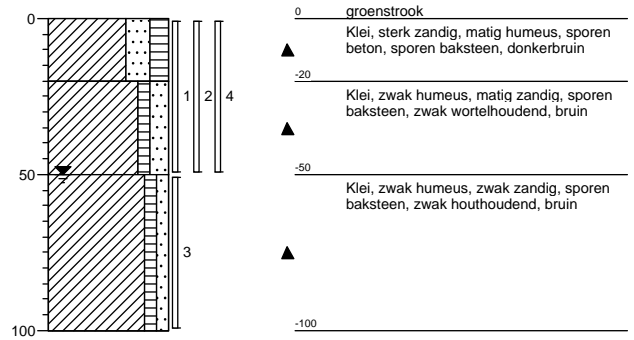 0
50
100
1
2
4
3
0
groenstrook
Klei, sterk zandig, matig humeus, sporen
beton, sporen baksteen, donkerbruin
-20
Klei, zwak humeus, matig zandig, sporen
baksteen, zwak wortelhoudend, bruin
-50
Klei, zwak humeus, zwak zandig, sporen
baksteen, zwak houthoudend, bruin
-100